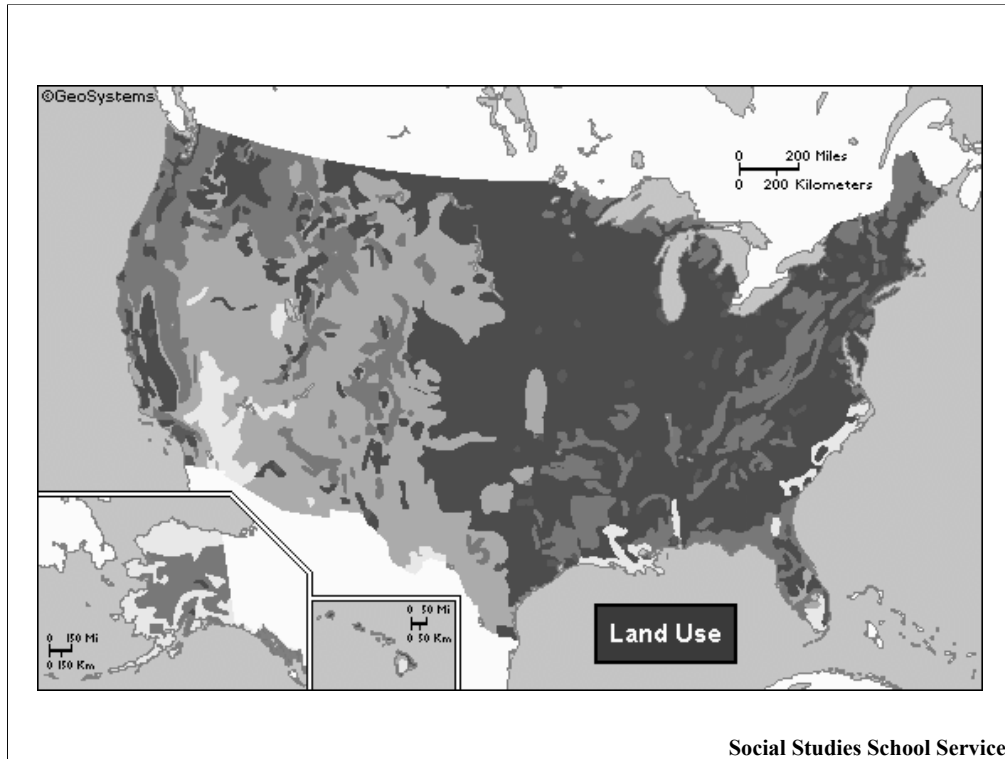 ©GeoSystems
0 200 Miles
0 200 Kilometers
0 150 Mi
0 150 Km
0 50 Mi
0 50 Km
Land Use
Social Studies School Service